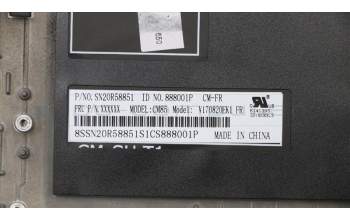 P/NO.SN20R58851 ID NO.888001P CM-FR
FRU P/N.XXXXXX MODEL:CM85 Model: V170820EK1 FR
8SSN20R58851S1CS888001P MADE IN CHINA